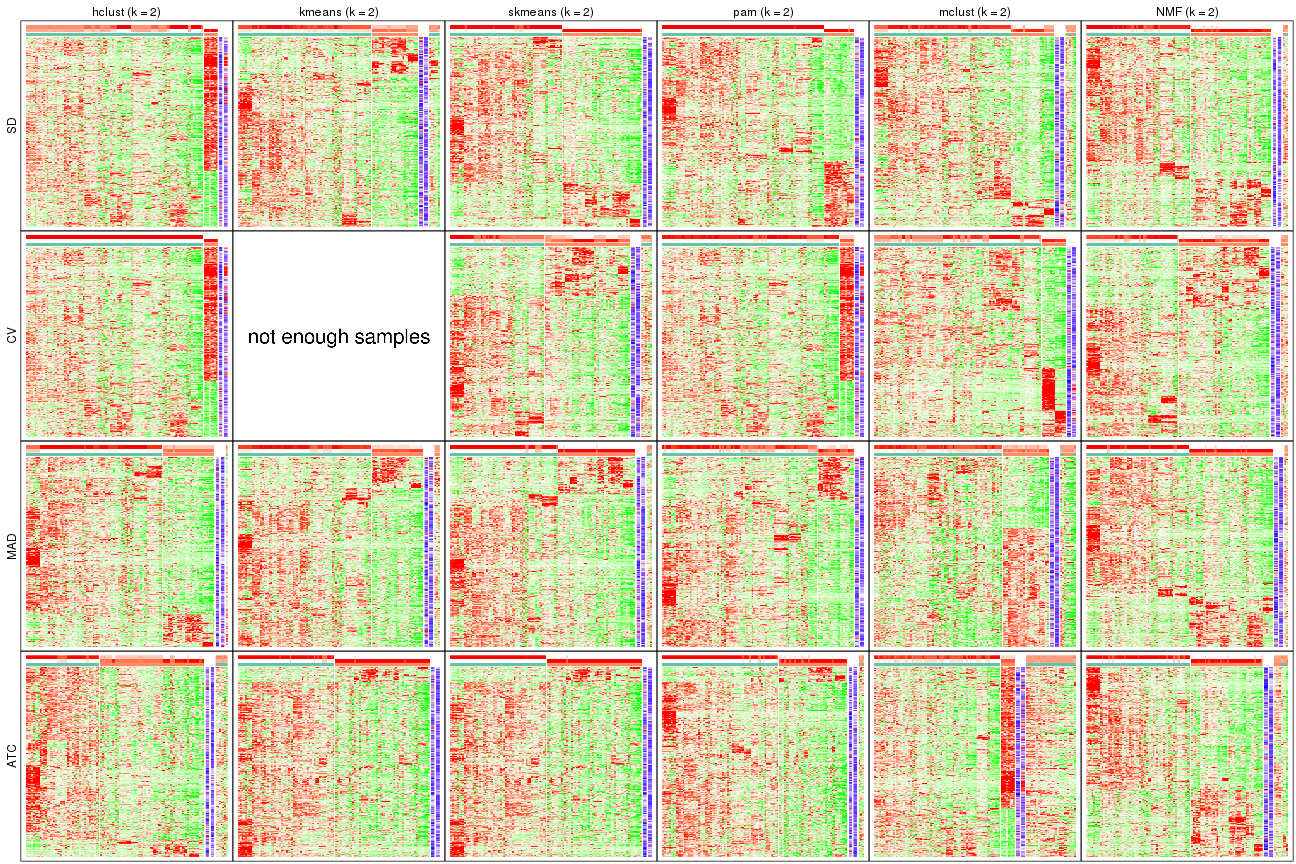 hclust (k = 2) kmeans (k = 2) skmeans (k = 2) pam (k = 2) mclust (k = 2) NMF (k = 2)
SD
CV
not enough samples
MAD
ATC